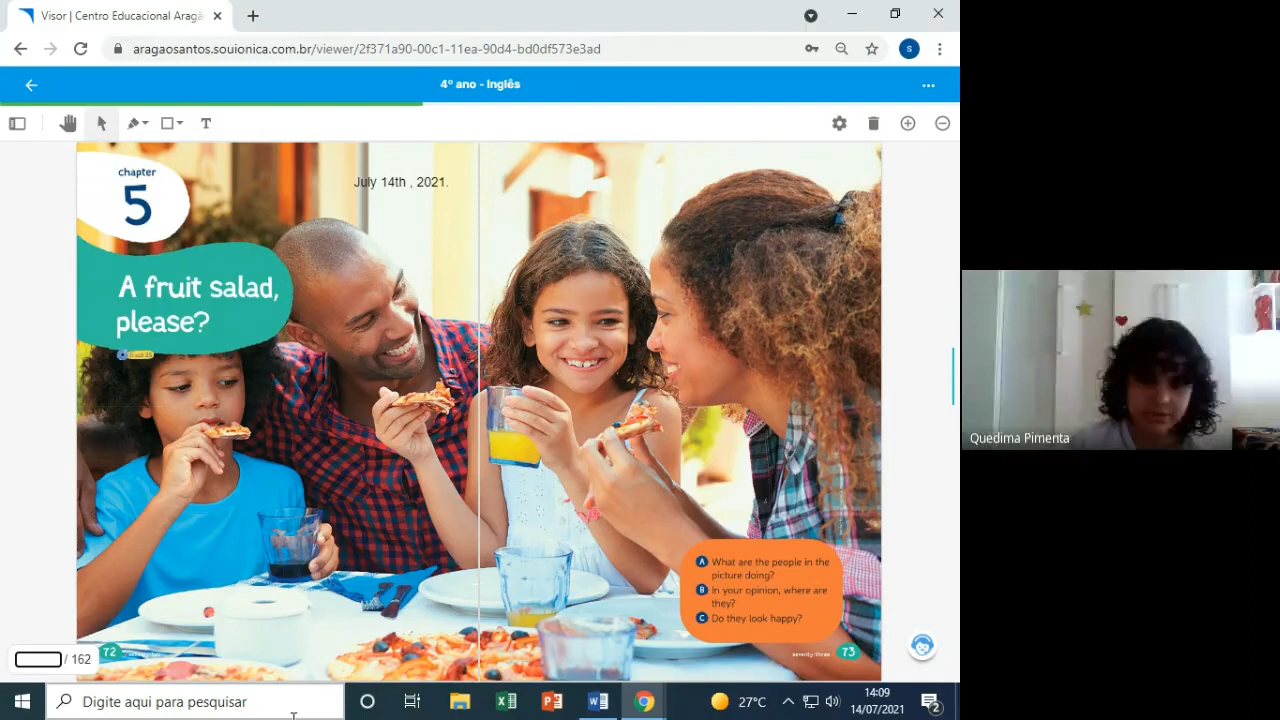 Visor | Centro Educacional Aragã
aragaosantos.souionica.com.br/viewer/2f371a90-00c1-11ea-90d4-bd0df573e3ad
S
4º ano - Inglês
T
chapter
5
July 14th , 2021.
A fruit salad,
please?
A What are the people in the
picture doing?
B In your opinion, where are
they?
C Do they look happy?
72
seventy-three 73
/ 162
Quedima Pimenta
Digite aqui para pesquisar
27°C
14:09
14/07/2021
2